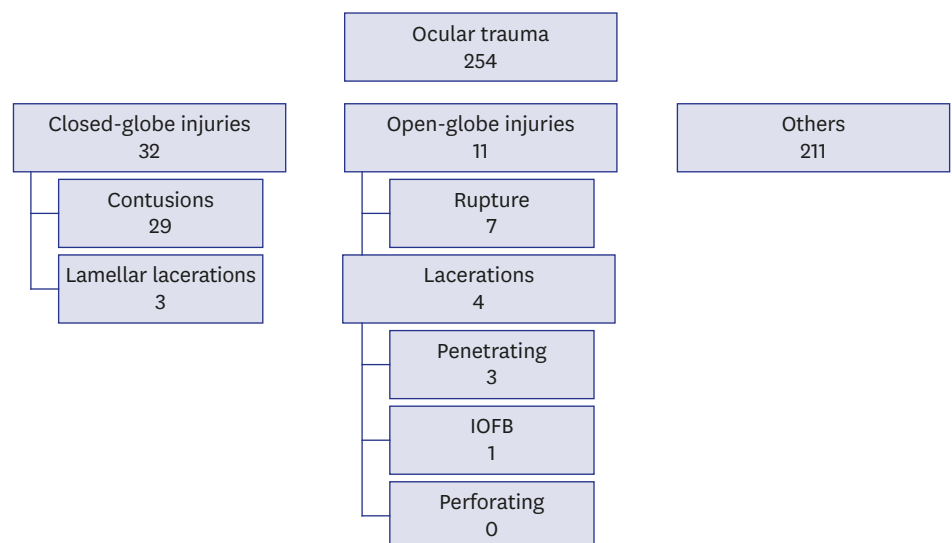 Ocular trauma
254
Closed-globe injuries
32
Contusions
29
Lamellar lacerations
3
Open-globe injuries
11
Rupture
7
Lacerations
4
Penetrating
3
IOFB
1
Perforating
0
Others
211